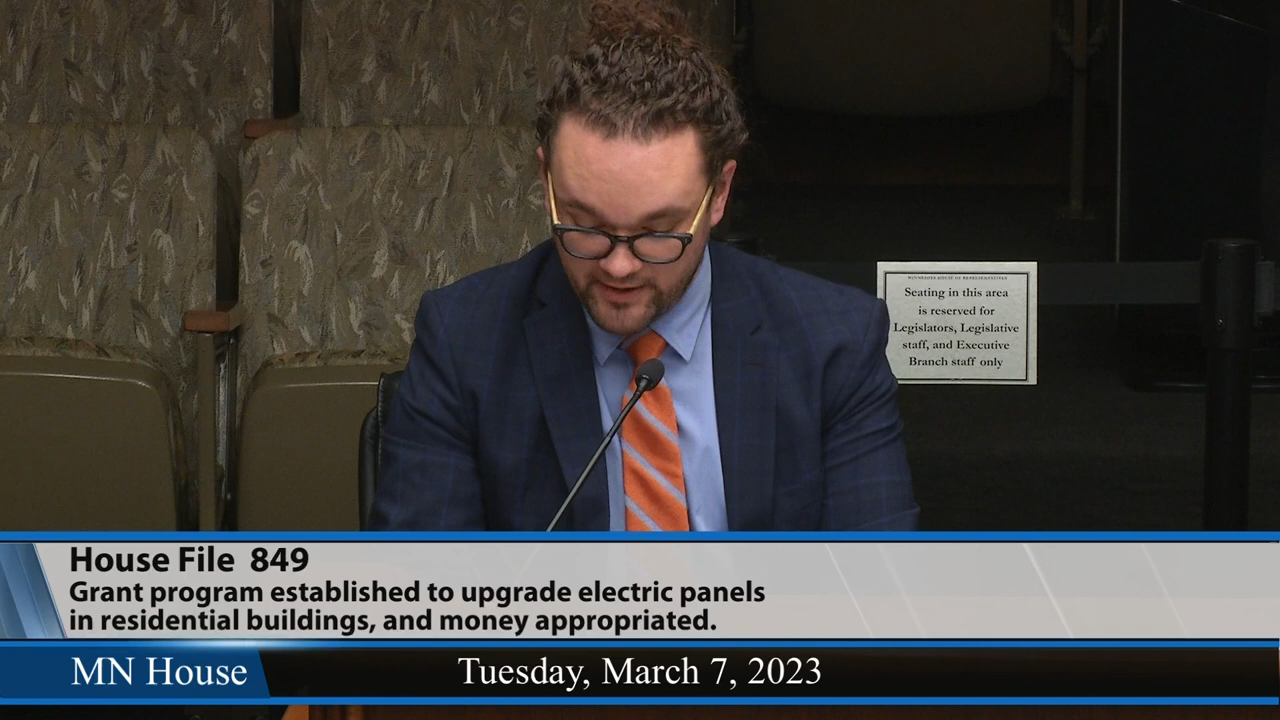 MINNESOTA HOUSE OF REPRESENTATIVES
Seating in this area
is reserved for
Legislators, Legislative
staff, and Executive
Branch staff only
House File 849
Grant program established to upgrade electric panels
in residential buildings, and money appropriated.
MN House
Tuesday, March 7, 2023